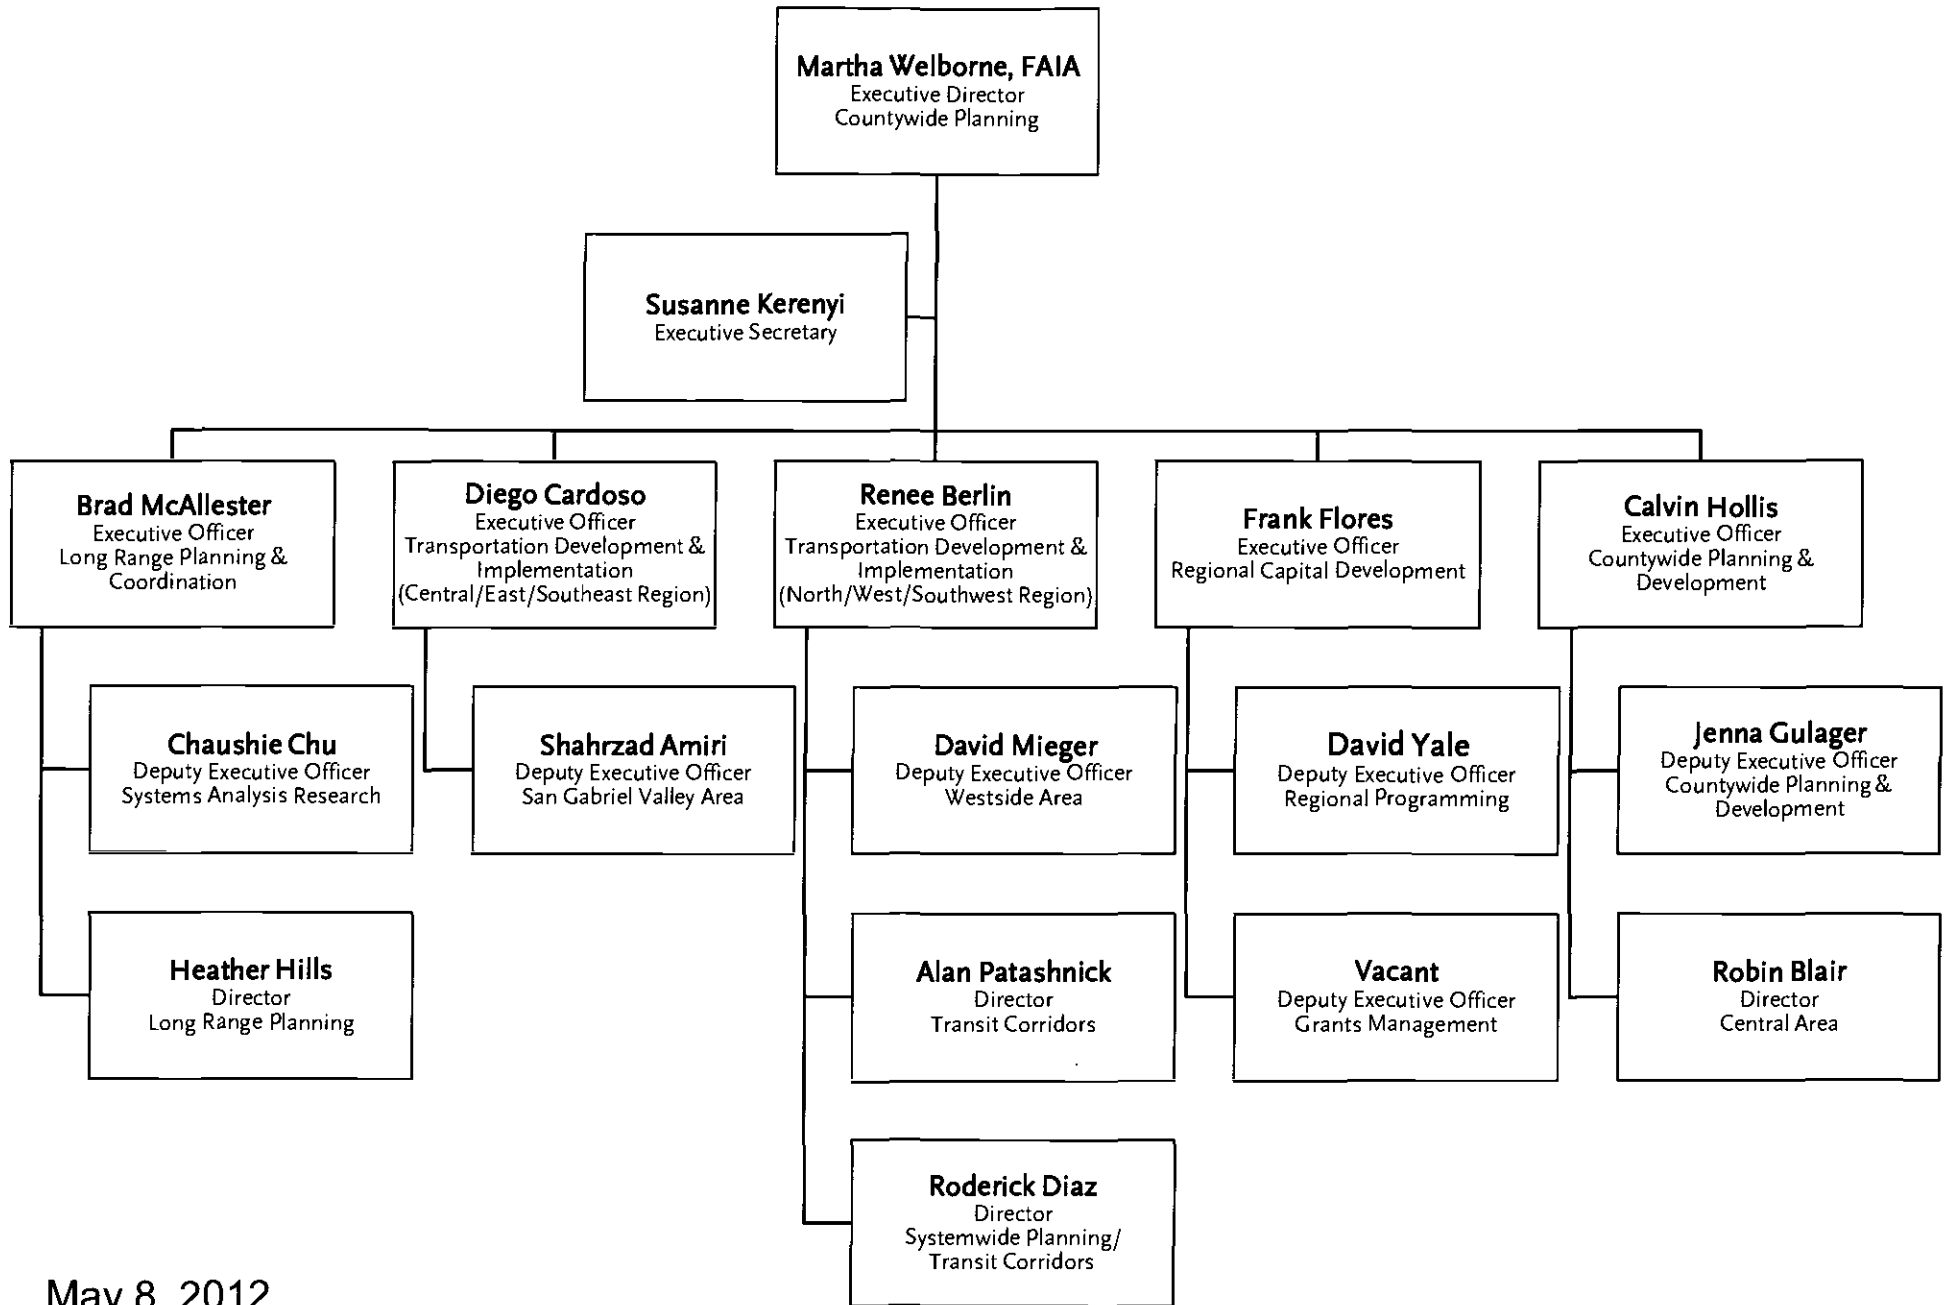 Martha Welborne, FAIA
Executive Director
Countywide Planning
Susanne Kerenyi
Executive Secretary
Brad McAllester
Executive Officer
Long Range Planning &
Coordination
Diego Cardoso
Executive Officer
Transportation Development &
Implementation
(Central/East/Southeast Region)
Renee Berlin
Executive Officer
Transportation Development &
Implementation
(North/West/Southwest Region)
Frank Flores
Executive Officer
Regional Capital Development
Calvin Hollis
Executive Officer
Countywide Planning &
Development
Chaushie Chu
Deputy Executive Officer
Systems Analysis Research
Shahrzad Amiri
Deputy Executive Officer
San Gabriel Valley Area
David Mieger
Deputy Executive Officer
Westside Area
David Yale
Deputy Executive Officer
Regional Programming
Jenna Gulager
Deputy Executive Officer
Countywide Planning &
Development
Heather Hills
Director
Long Range Planning
Alan Patashnick
Director
Transit Corridors
Vacant
Deputy Executive Officer
Grants Management
Robin Blair
Director
Central Area
Roderick Diaz
Director
Systemwide Planning/
Transit Corridors
May 8, 2012